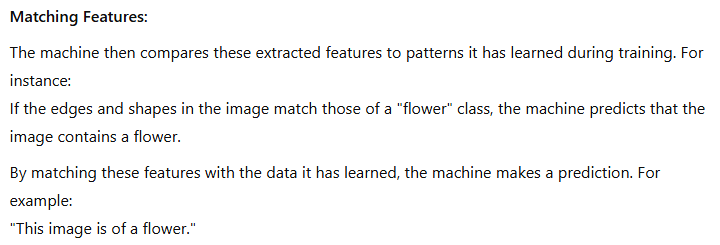 Matching Features:
The machine then compares these extracted features to patterns it has learned during training. For
instance:
If the edges and shapes in the image match those of a "flower" class, the machine predicts that the
image contains a flower.
By matching these features with the data it has learned, the machine makes a prediction. For
example:
"This image is of a flower."